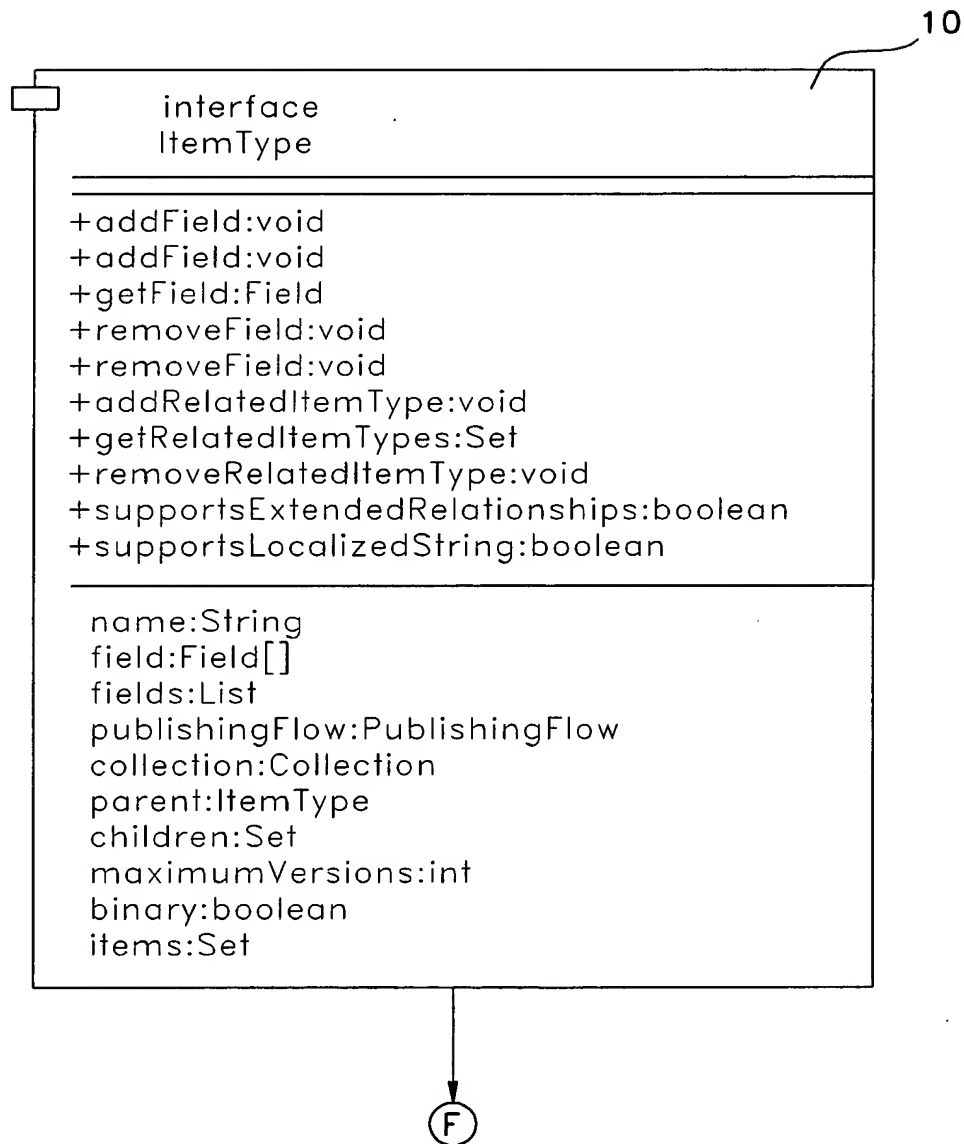 10
interface
ItemType
+addField:void
+addField:void
+getField:Field
+removeField:void
+removeField:void
+addRelatedItemType:void
+getRelatedItemTypes:Set
+removeRelatedItemType:void
+supportsExtendedRelationships:boolean
+supportsLocalizedString:boolean
name:String
field:Field[]
fields:List
publishingFlow:PublishingFlow
collection:Collection
parent:ItemType
children:Set
maximumVersions:int
binary:boolean
items:Set
F